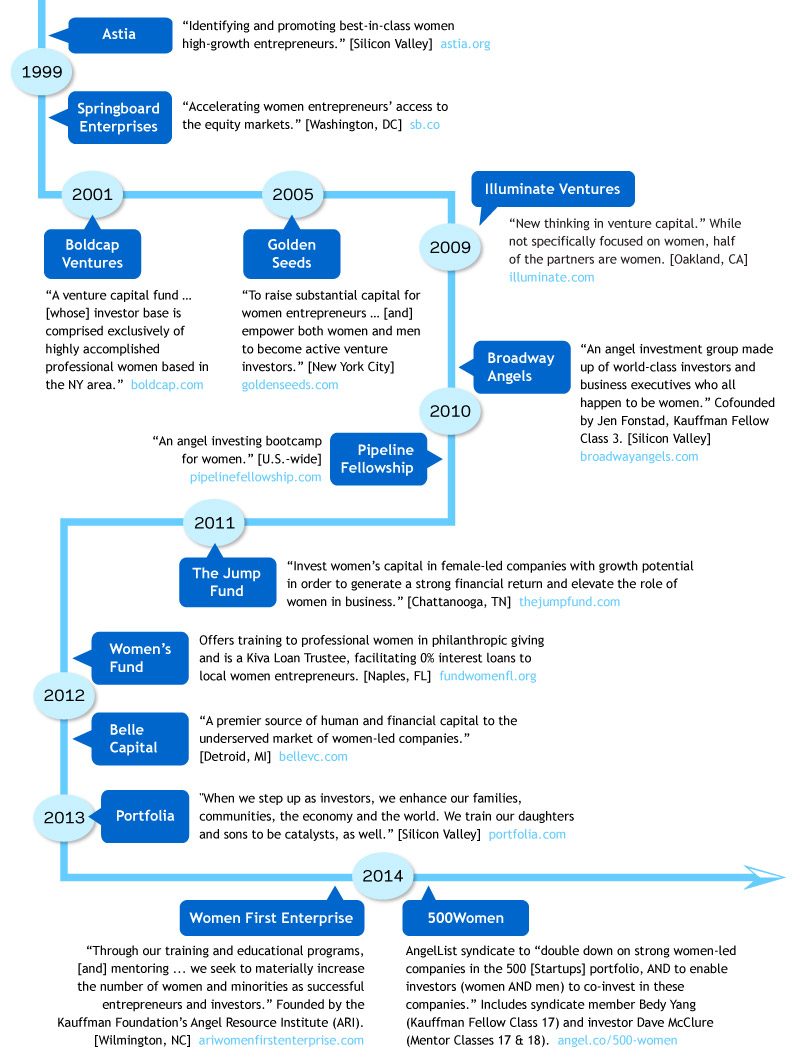 Astia
“Identifying and promoting best-in-class women
high-growth entrepreneurs.” [Silicon Valley] astia.org
1999
Springboard
Enterprises
“Accelerating women entrepreneurs’ access to
the equity markets.” [Washington, DC] sb.co
2001
Boldcap
Ventures
“A venture capital fund …
[whose] investor base is
comprised exclusively of
highly accomplished
professional women based in
the NY area.” boldcap.com
2005
Golden
Seeds
“To raise substantial capital for
women entrepreneurs … [and]
empower both women and men
to become active venture
investors.” [New York City]
goldenseeds.com
2009
Illuminate Ventures
“New thinking in venture capital.” While
not specifically focused on women, half
of the partners are women. [Oakland, CA]
illuminate.com
Broadway
Angels
“An angel investment group made
up of world-class investors and
business executives who all
happen to be women.” Cofounded
by Jen Fonstad, Kauffman Fellow
Class 3. [Silicon Valley]
broadwayangels.com
2010
Pipeline
Fellowship
“An angel investing bootcamp
for women.” [U.S.-wide]
pipelinefellowship.com
2011
The Jump
Fund
“Invest women’s capital in female-led companies with growth potential
in order to generate a strong financial return and elevate the role of
women in business.” [Chattanooga, TN] thejumpfund.com
Women’s
Fund
Offers training to professional women in philanthropic giving
and is a Kiva Loan Trustee, facilitating 0% interest loans to
local women entrepreneurs. [Naples, FL] fundwomenfl.org
2012
Belle
Capital
“A premier source of human and financial capital to the
underserved market of women-led companies.”
[Detroid, MI] bellevc.com
2013
Portfolia
"When we step up as investors, we enhance our families,
communities, the economy and the world. We train our daughters
and sons to be catalysts, as well.” [Silicon Valley] portfolia.com
2014
Women First Enterprise
“Through our training and educational programs,
[and] mentoring ... we seek to materially increase
the number of women and minorities as successful
entrepreneurs and investors.” Founded by the
Kauffman Foundation’s Angel Resource Institute (ARI).
[Wilmington, NC] ariwomenfirstenterprise.com
500Women
AngelList syndicate to “double down on strong women-led
companies in the 500 [Startups] portfolio, AND to enable
investors (women AND men) to co-invest in these
companies.” Includes syndicate member Bedy Yang
(Kauffman Fellow Class 17) and investor Dave McClure
(Mentor Classes 17 & 18). angel.co/500-women